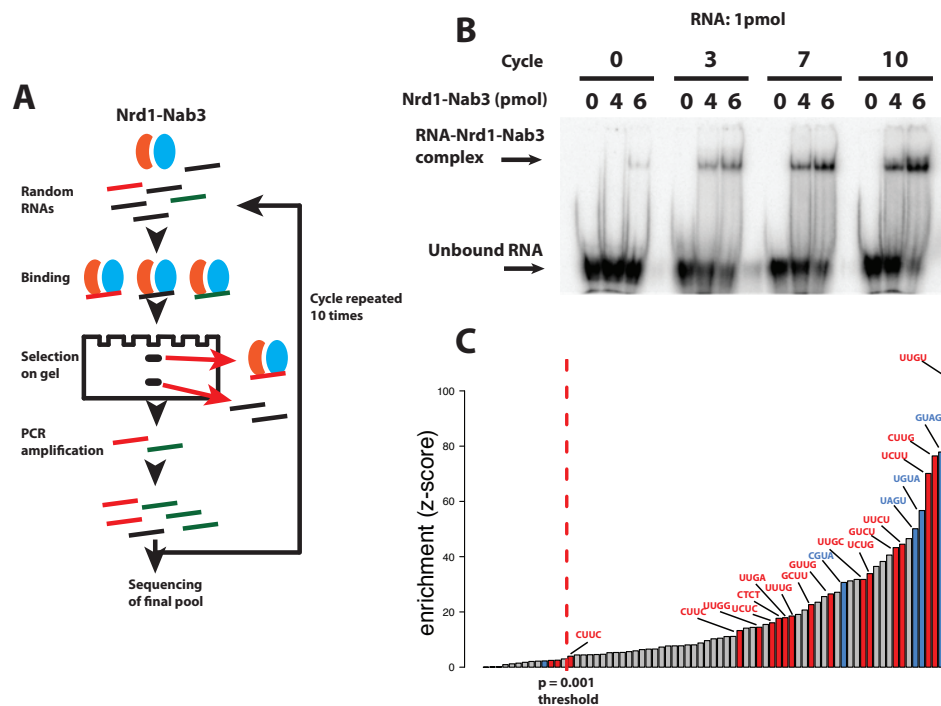 A
Nrd1-Nab3
Random
RNAs
Binding
Selection
on gel
PCR
amplification
Cycle repeated
10 times
Sequencing
of final pool
B
RNA: 1pmol
Cycle 0 3 7 10
Nrd1-Nab3 (pmol) 0 4 6 0 4 6 0 4 6 0 4 6
RNA-Nrd1-Nab3
complex
Unbound RNA
C
enrichment (z-score)
100
80
60
40
20
0
UUGU
GUAG
CUUG
UCUU
UGUA
UAGU
UUCU
GUCU
UUGC
UCUG
CGUA
GUUG
GCUU
UUGA
UUUG
CTCT
UCUC
UUGG
CUUC
CUUC
p = 0.001
threshold